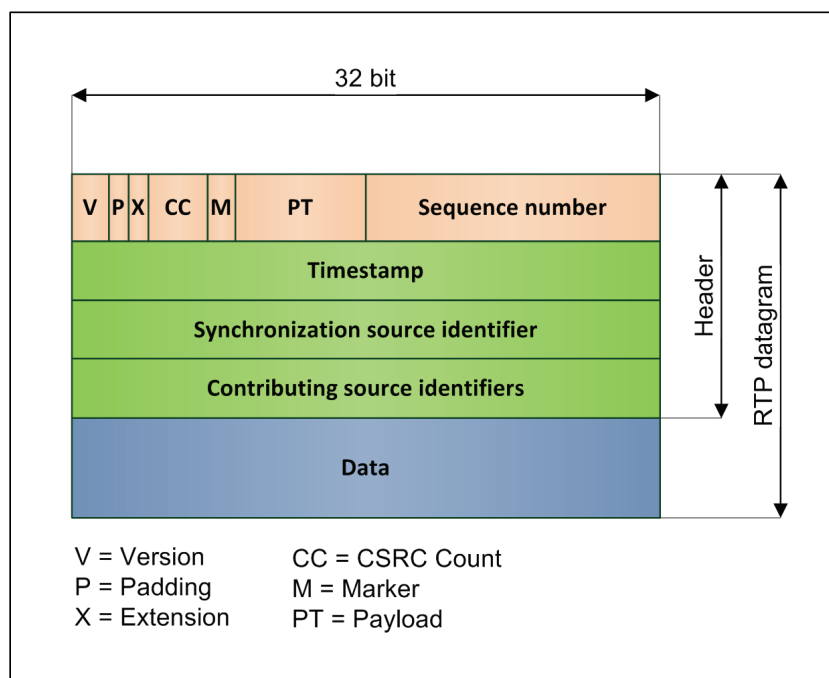 32 bit
V P X CC M PT Sequence number
Timestamp
Synchronization source identifier
Contributing source identifiers
Data
Header
RTP datagram
V = Version
P = Padding
X = Extension
CC = CSRC Count
M = Marker
PT = Payload